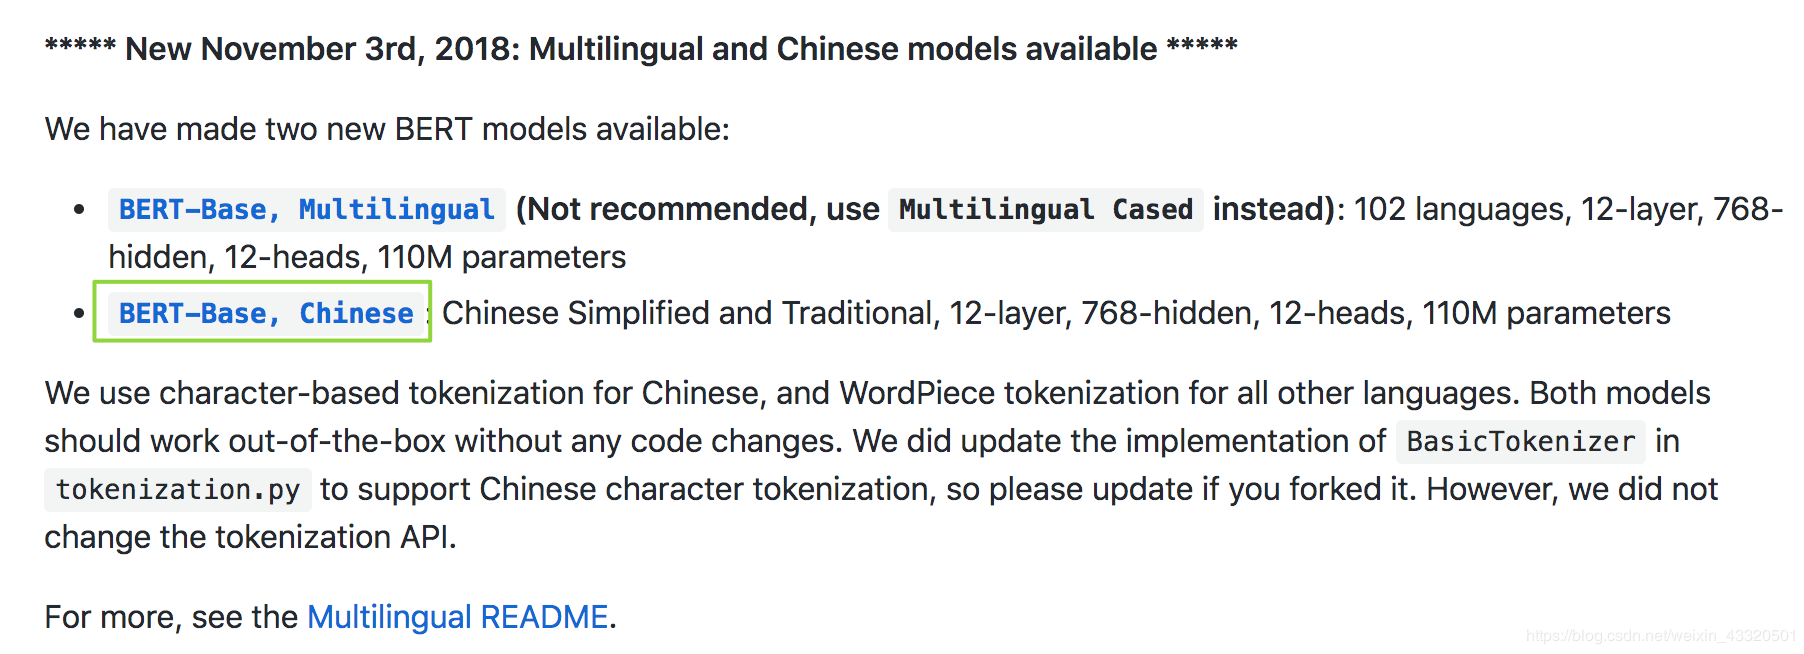 ***** New November 3rd, 2018: Multilingual and Chinese models available *****
We have made two new BERT models available:
• BERT-Base, Multilingual (Not recommended, use Multilingual Cased instead): 102 languages, 12-layer, 768-
hidden, 12-heads, 110M parameters
• BERT-Base, Chinese: Chinese Simplified and Traditional, 12-layer, 768-hidden, 12-heads, 110M parameters
We use character-based tokenization for Chinese, and WordPiece tokenization for all other languages. Both models
should work out-of-the-box without any code changes. We did update the implementation of BasicTokenizer in
tokenization.py to support Chinese character tokenization, so please update if you forked it. However, we did not
change the tokenization API.
For more, see the Multilingual README.
https://blog.csdn.net/weixin_43320501